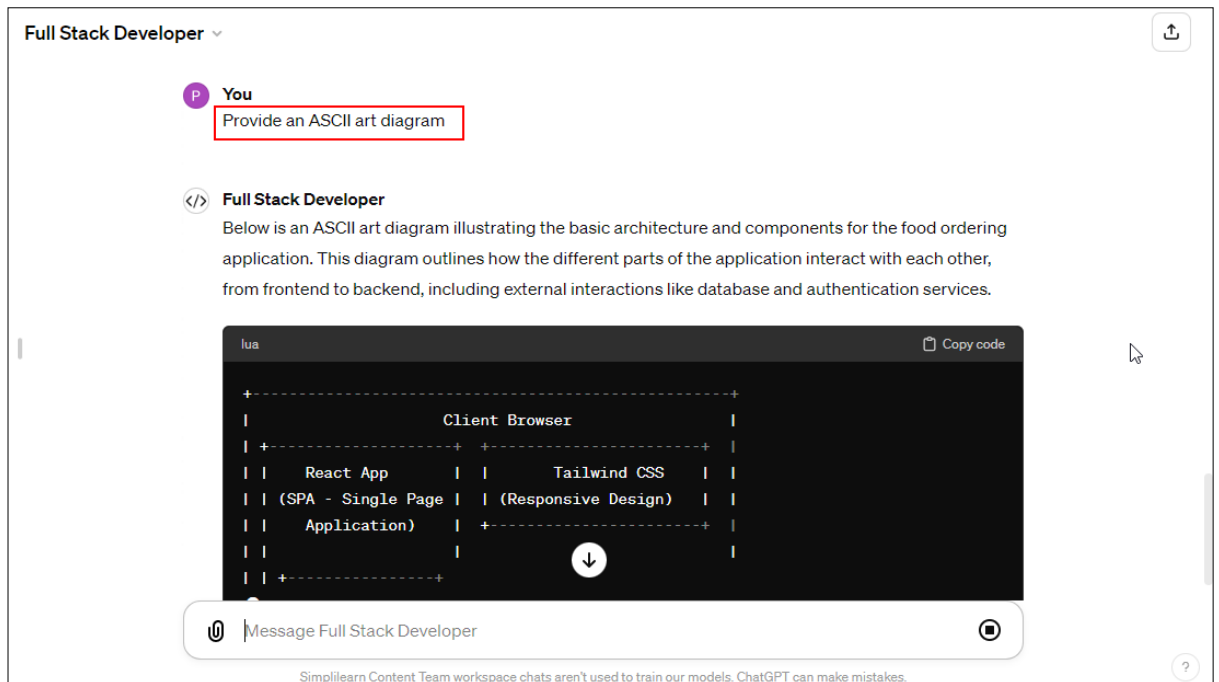 Full Stack Developer
P
You
Provide an ASCII art diagram
</>
Full Stack Developer
Below is an ASCII art diagram illustrating the basic architecture and components for the food ordering
application. This diagram outlines how the different parts of the application interact with each other,
from frontend to backend, including external interactions like database and authentication services.
lua Copy code
+----------------------------------------------------+
|                     Client Browser                 |
| +--------------------+  +-----------------------+  |
| |    React App       |  |       Tailwind CSS    |  |
| | (SPA - Single Page |  | (Responsive Design)   |  |
| |    Application)    |  +-----------------------+  |
| |                    |                             |
| | +----------------+
Message Full Stack Developer
Simplilearn Content Team workspace chats aren't used to train our models. ChatGPT can make mistakes.
?